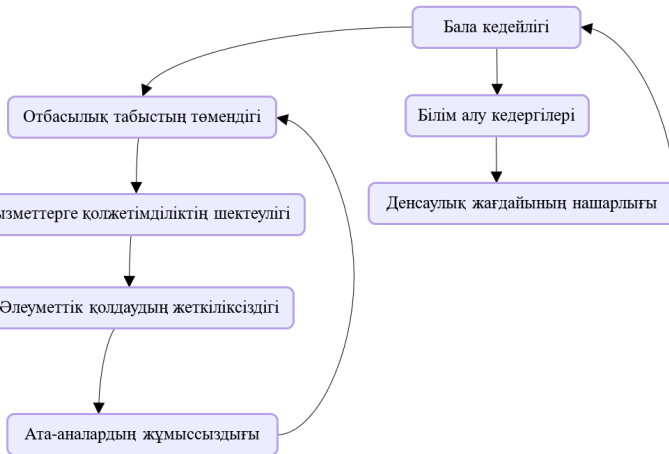 Бала кедейлігі
Отбасылық табыстың төмендігі
Білім алу кедергілері
қолжетімділіктің шектеулігі
Денсаулық жағдайының нашарлығы
Әлеуметтік қолдаудың жеткіліксіздігі
Ата-аналардың жұмыссыздығы